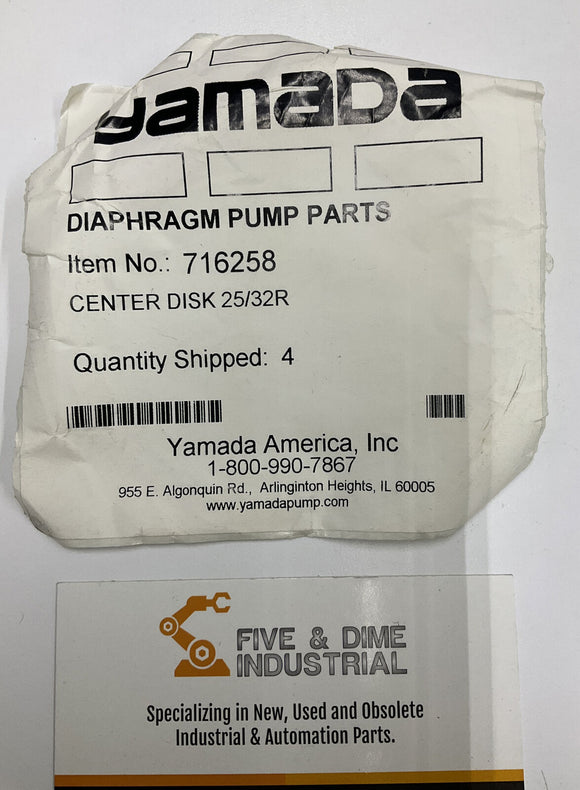 yamada
DIAPHRAGM PUMP PARTS
Item No.: 716258
CENTER DISK 25/32R
Quantity Shipped: 4
Yamada America, Inc
1-800-990-7867
955 E. Algonquin Rd., Arlinginton Heights, IL 60005
www.yamadapump.com
FIVE & DIME
INDUSTRIAL
Specializing in New, Used and Obsolete
Industrial & Automation Parts.